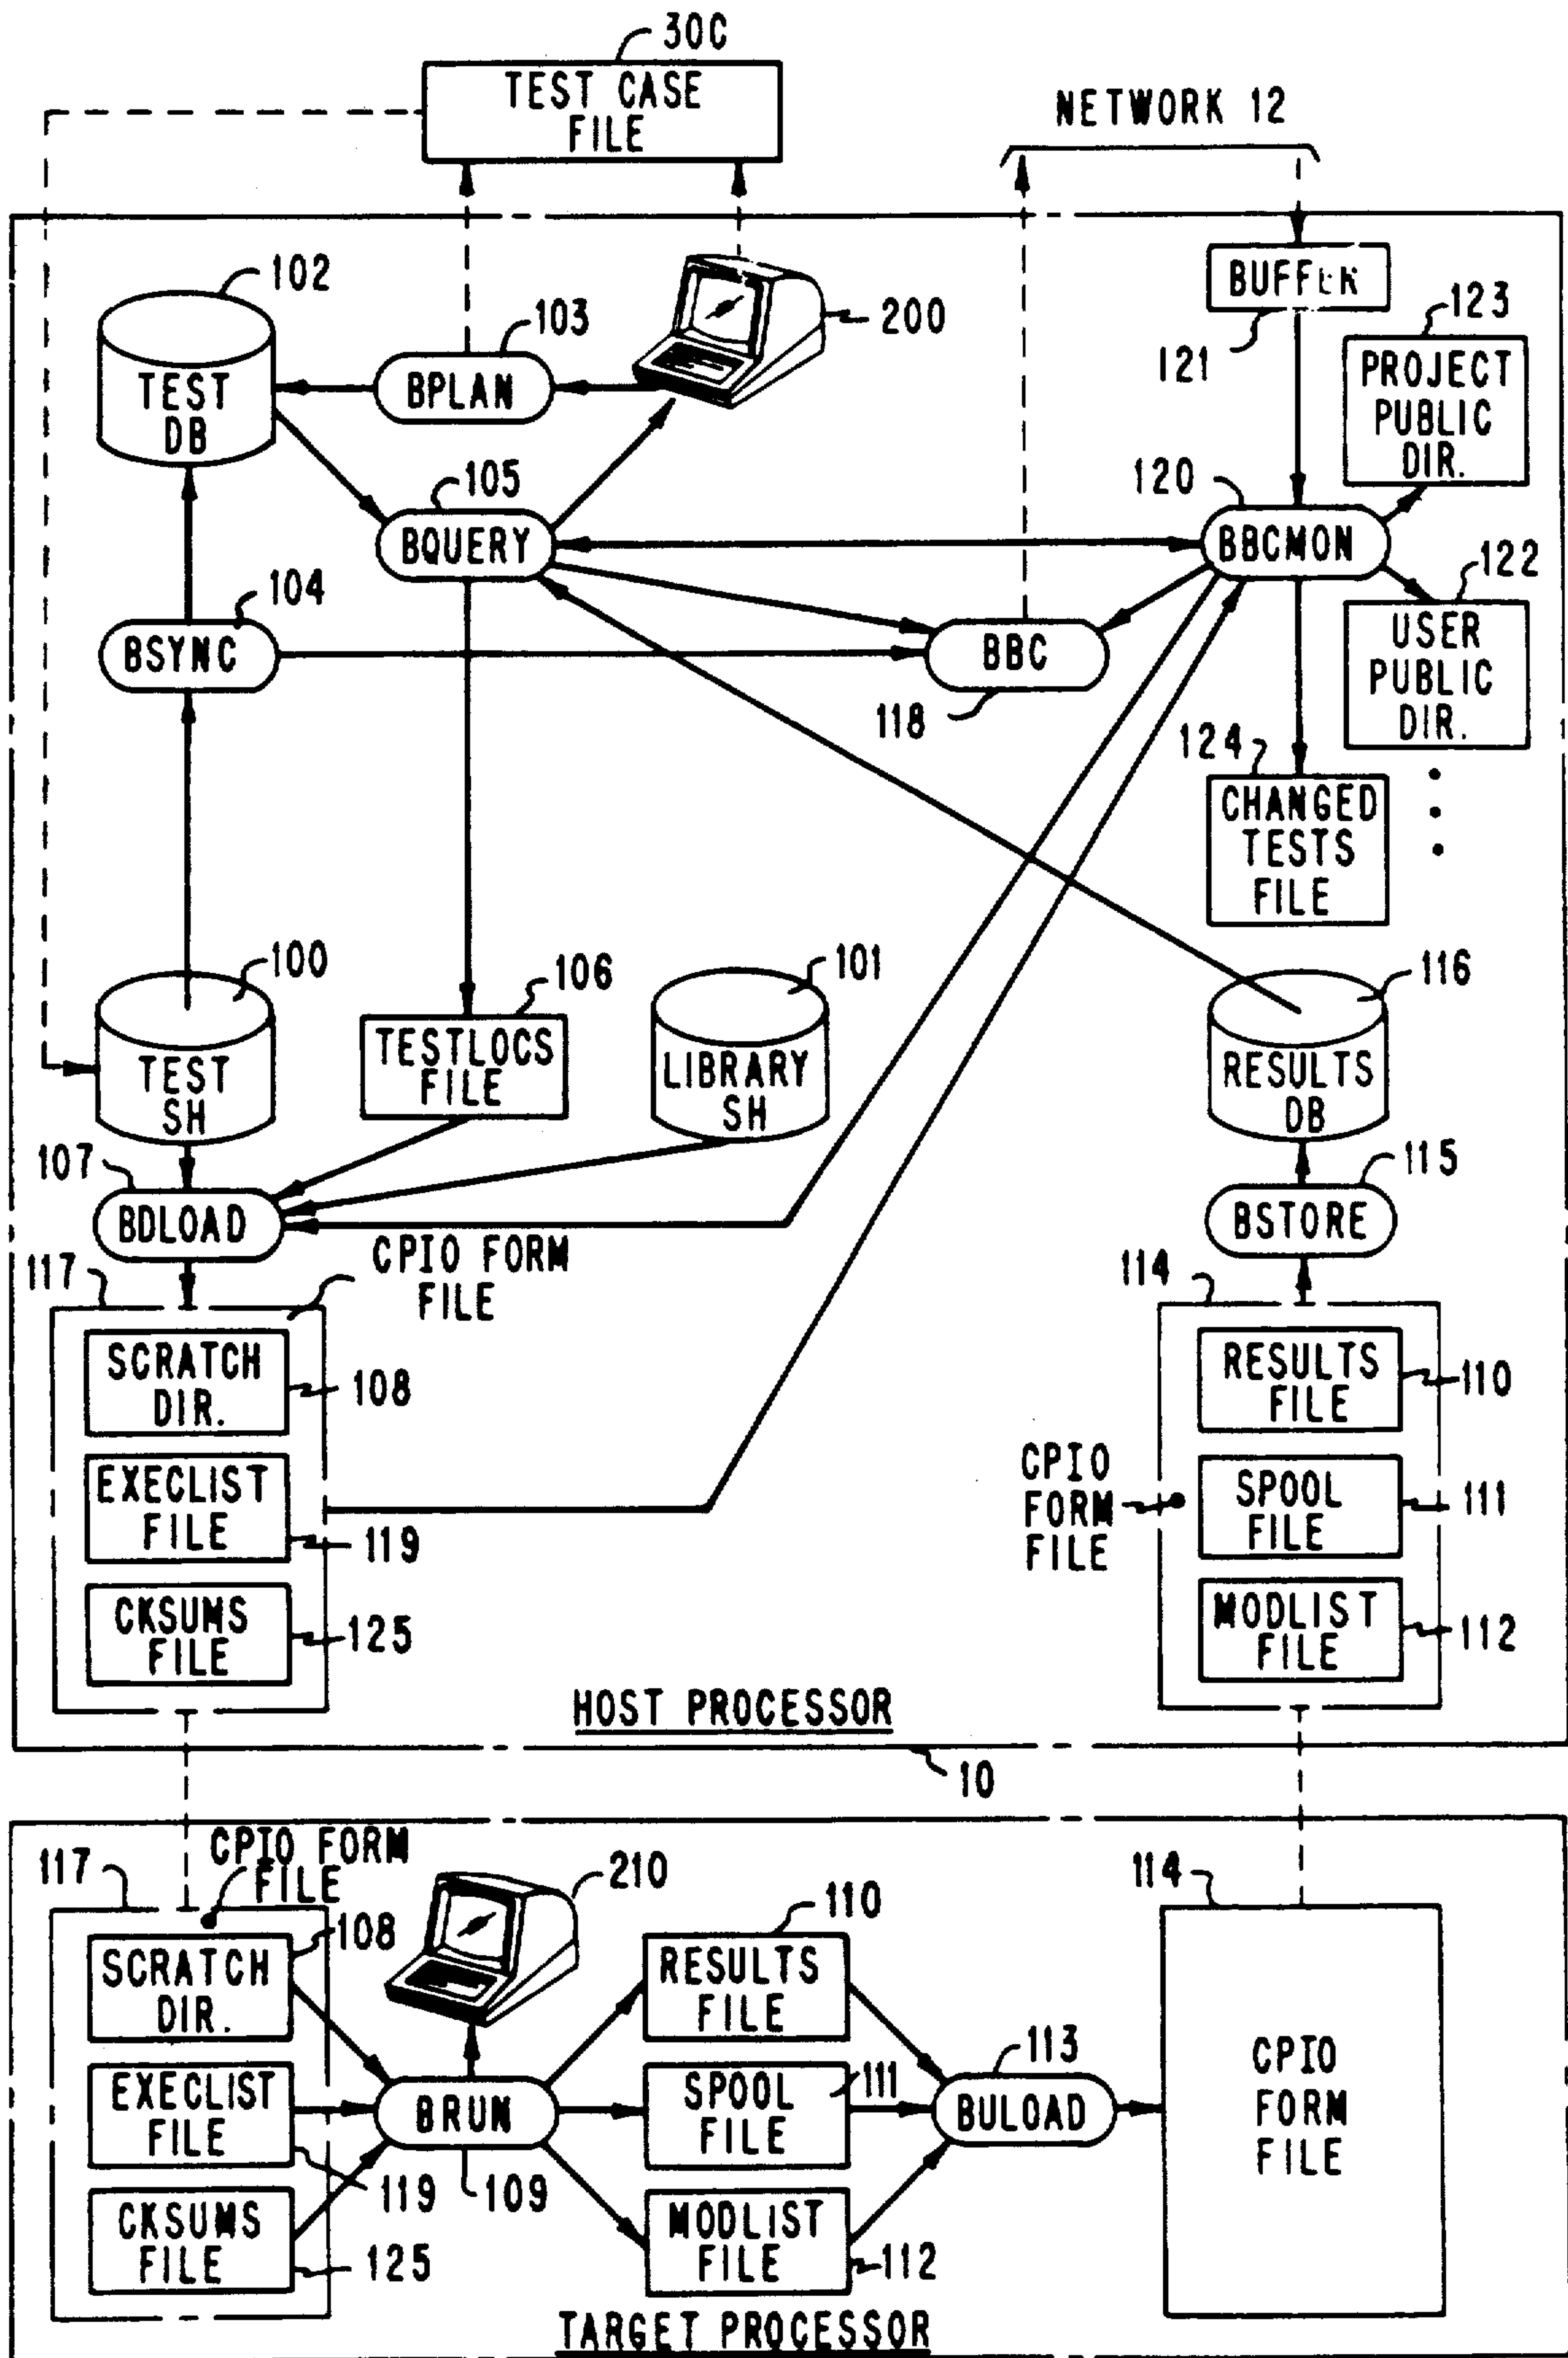 30C
TEST CASE
FILE
NETWORK 12
102
TEST
DB
103
BPLAN
200
BUFFER
121
123
PROJECT
PUBLIC
DIR.
105
BQUERY
120
BBCMON
122
USER
PUBLIC
DIR.
104
BSYNC
BBC
118
124
CHANGED
TESTS
FILE
100
TEST
SH
106
TESTLOCS
FILE
101
LIBRARY
SH
116
RESULTS
DB
107
BDLOAD
115
BSTORE
117
CPIO FORM
FILE
SCRATCH
DIR.
108
EXECLIST
FILE
119
CKSUMS
FILE
125
114
RESULTS
FILE
110
CPIO
FORM
FILE
SPOOL
FILE
111
MODLIST
FILE
112
HOST PROCESSOR
10
117
CPIO FORM
FILE
SCRATCH
DIR.
108
EXECLIST
FILE
119
CKSUMS
FILE
125
210
BRUN
109
110
RESULTS
FILE
SPOOL
FILE
111
MODLIST
FILE
112
113
BULOAD
114
CPIO
FORM
FILE
TARGET PROCESSOR